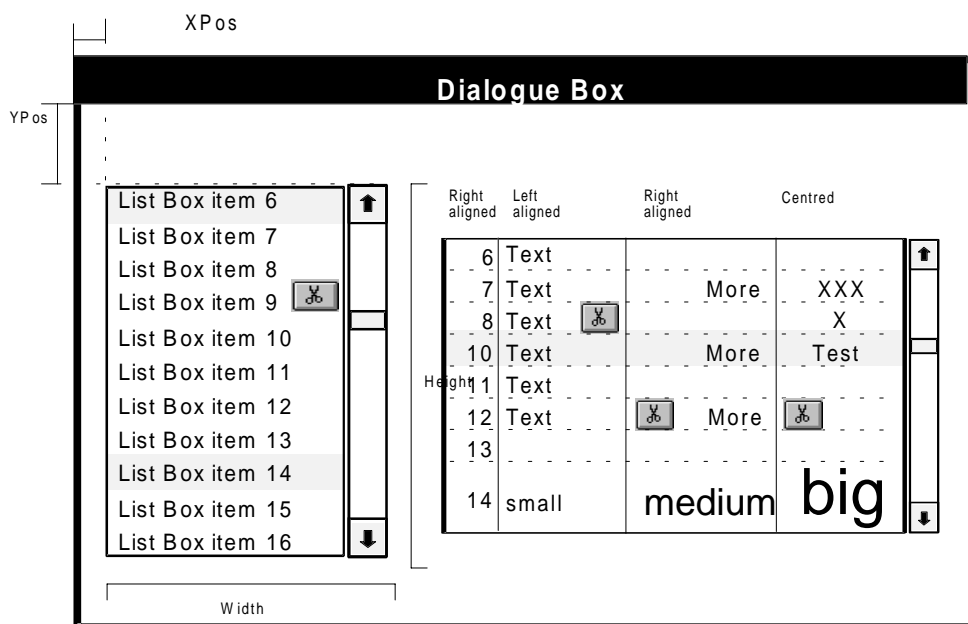 XPos
Dialogue Box
YPos
List Box item 6
List Box item 7
List Box item 8
List Box item 9
List Box item 10
List Box item 11
List Box item 12
List Box item 13
List Box item 14
List Box item 15
List Box item 16
Width
Height
Right aligned
Left aligned
Right aligned
Centred
6 Text
7 Text More XXX
8 Text X
10 Text More Test
11 Text
12 Text More
13
14 small medium big